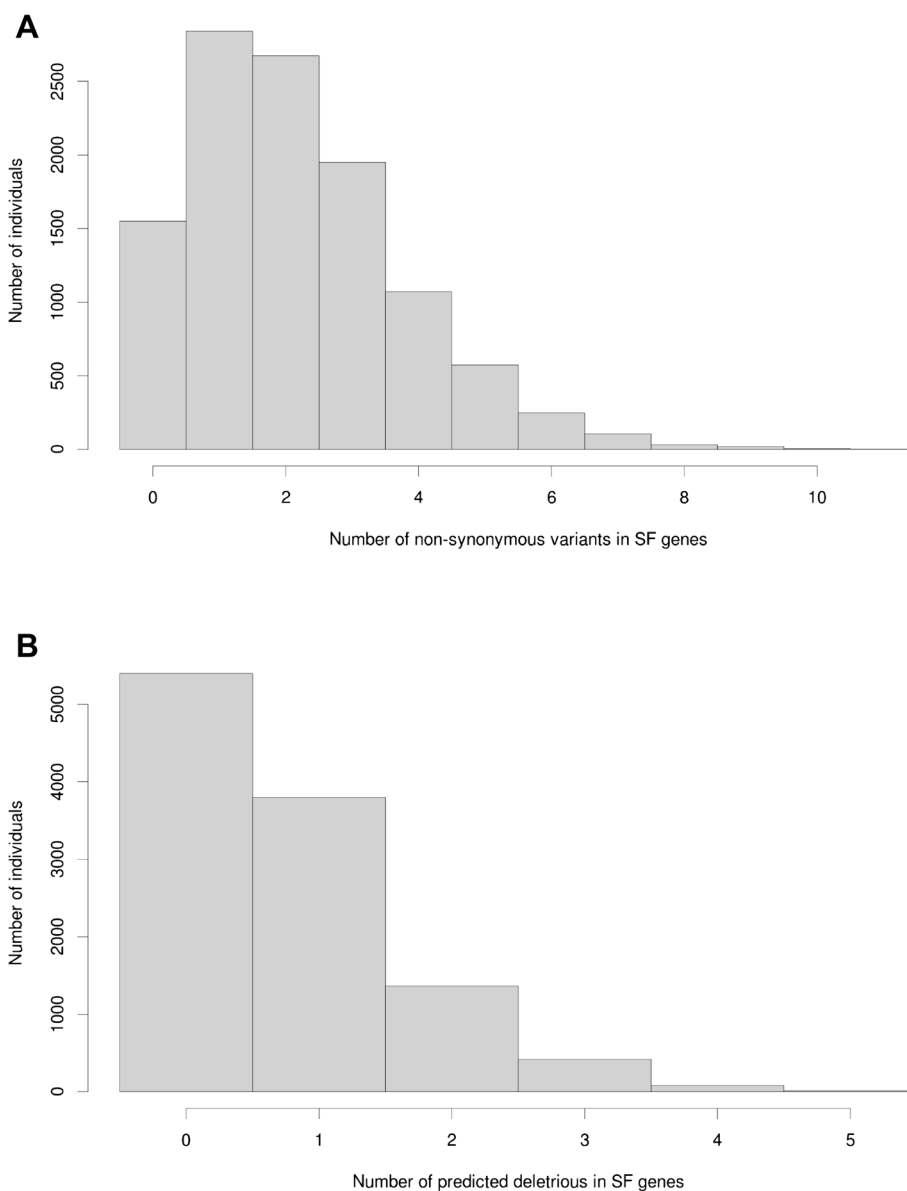 A
Number of individuals
2500
2000
1500
1000
500
0
0 2 4 6 8 10
Number of non-synonymous variants in SF genes
B
Number of individuals
5000
4000
3000
2000
1000
0
0 1 2 3 4 5
Number of predicted deletrious in SF genes